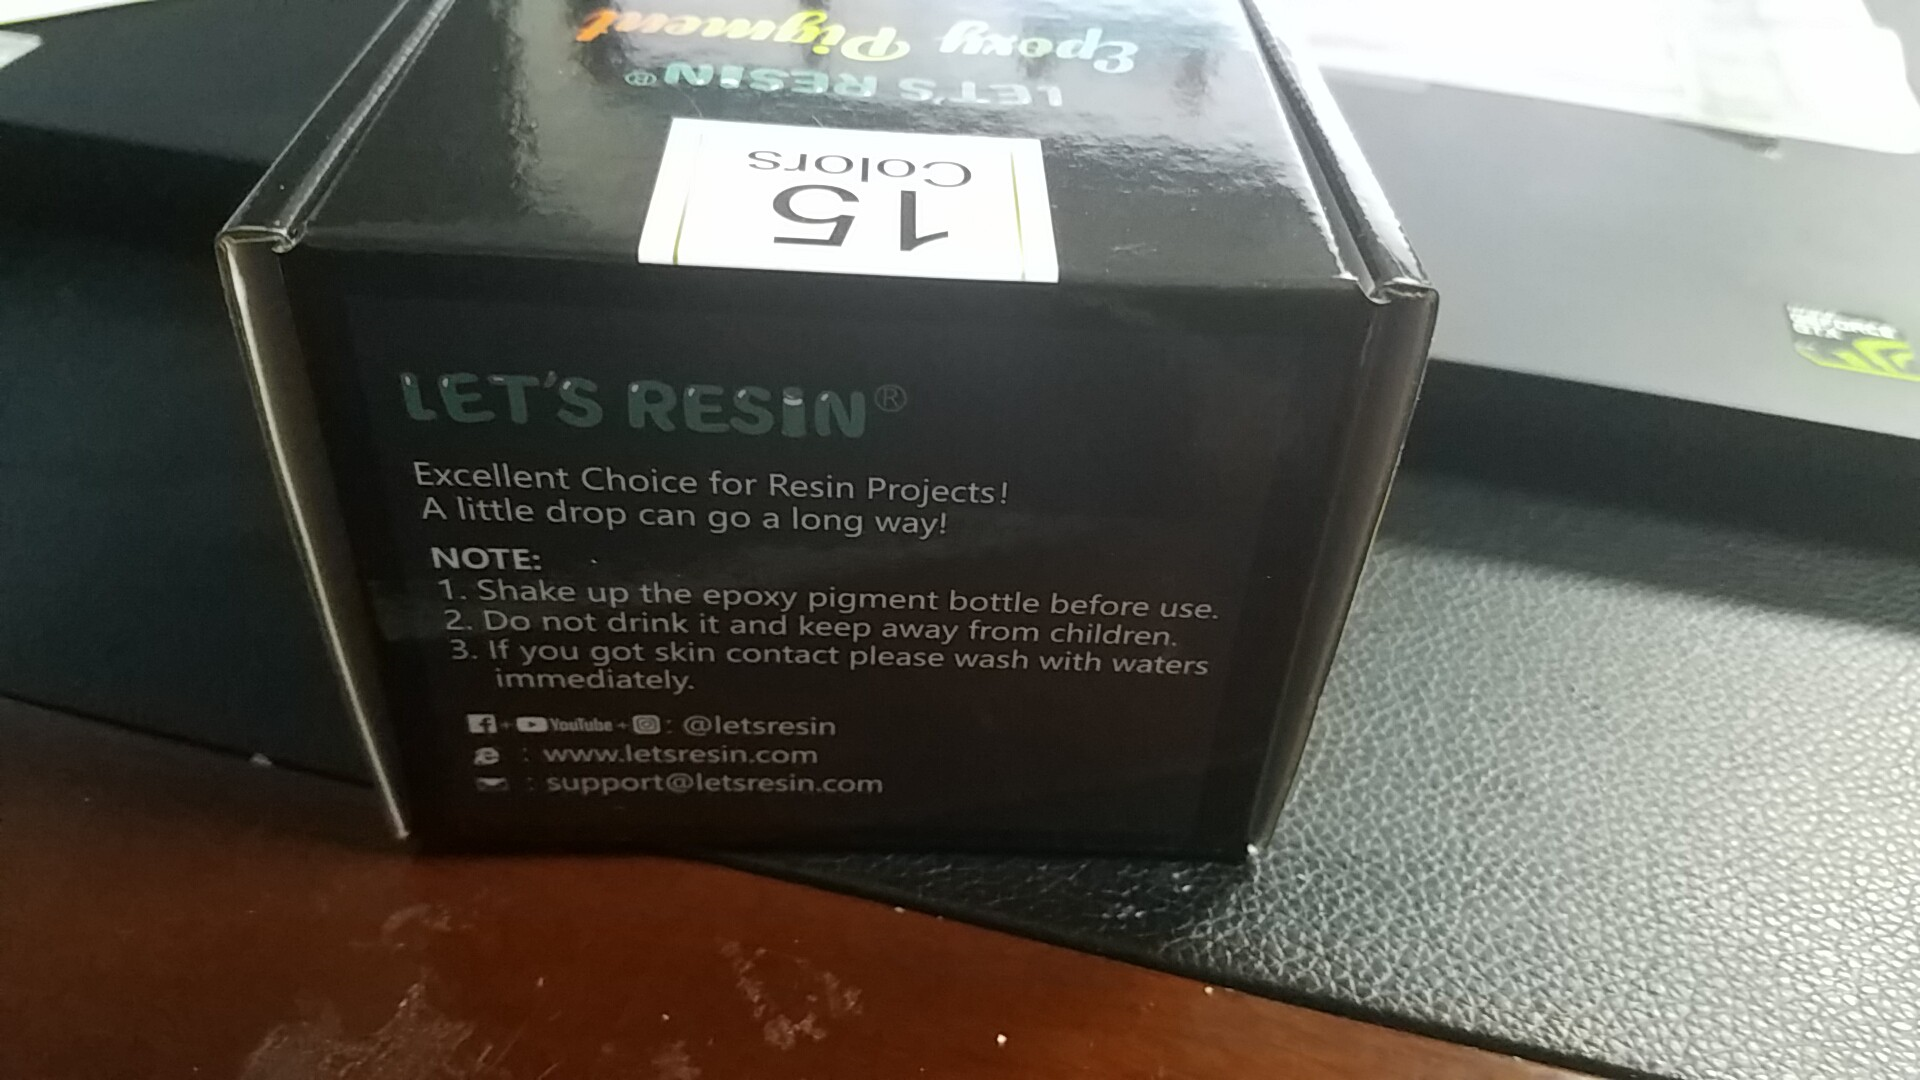 Epoxy Pigment
LET'S RESIN®
15
Colors
LET'S RESIN®
Excellent Choice for Resin Projects!
A little drop can go a long way!
NOTE:
1. Shake up the epoxy pigment bottle before use.
2. Do not drink it and keep away from children.
3. If you got skin contact please wash with waters
immediately.
+ YouTube + : @letsresin
: www.letsresin.com
: support@letsresin.com